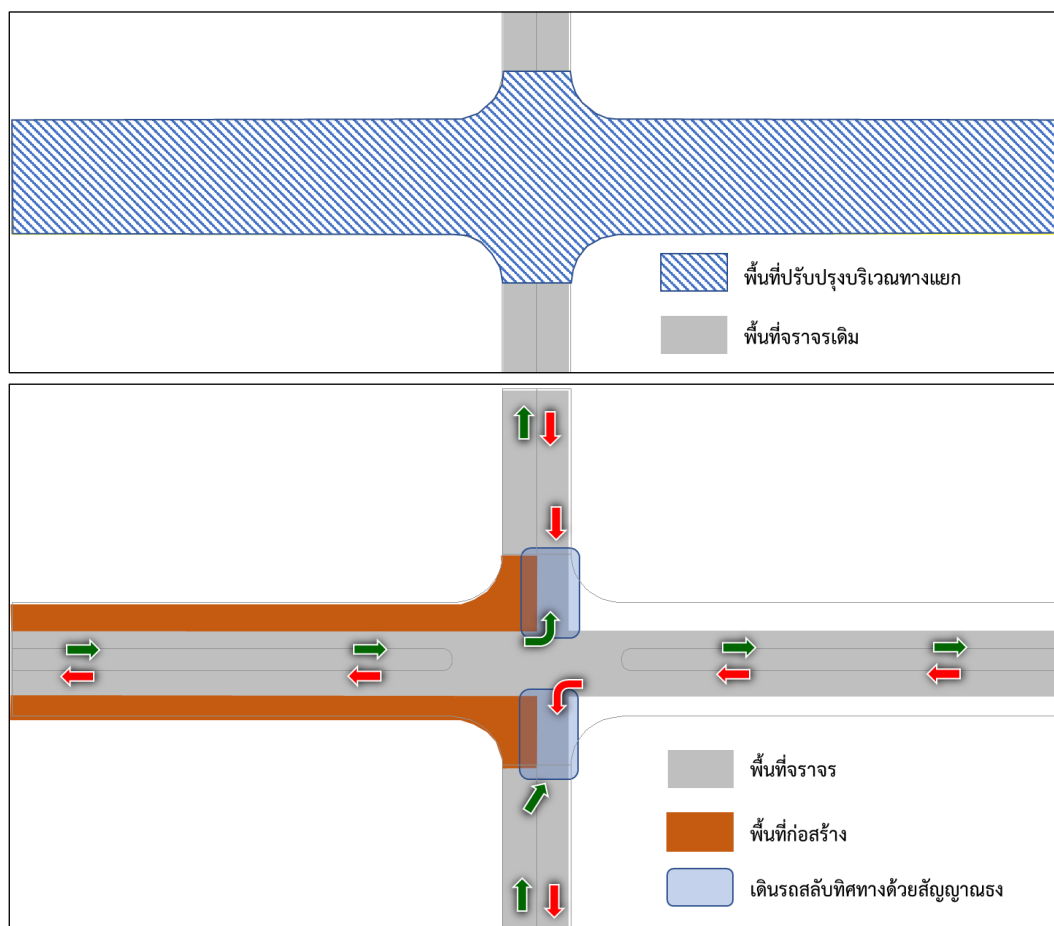 พื้นที่ปรับปรุงบริเวณทางแยก
พื้นที่จราจรเดิม
พื้นที่จราจร
พื้นที่ก่อสร้าง
เดินรถสลับทิศทางด้วยสัญญาณธง